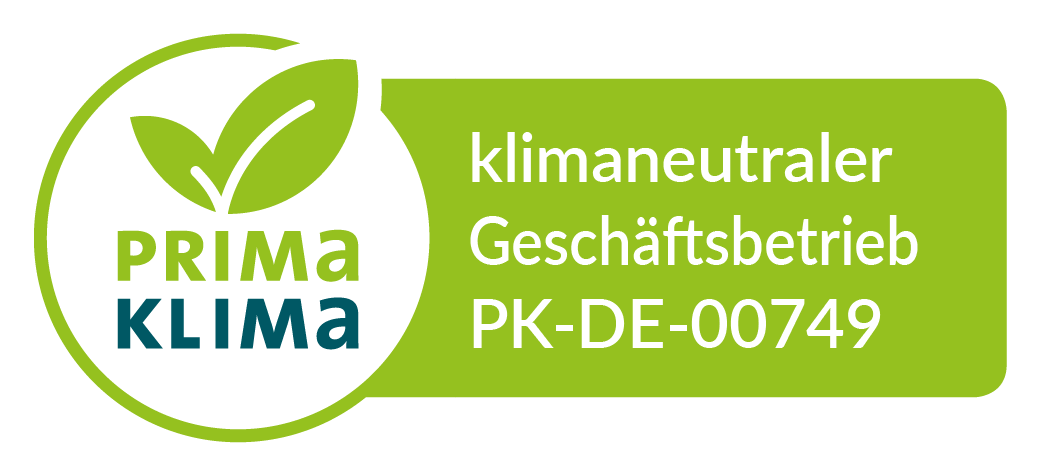 PRIMa
KLIMa
klimaneutraler
Geschäftsbetrieb
PK-DE-00749